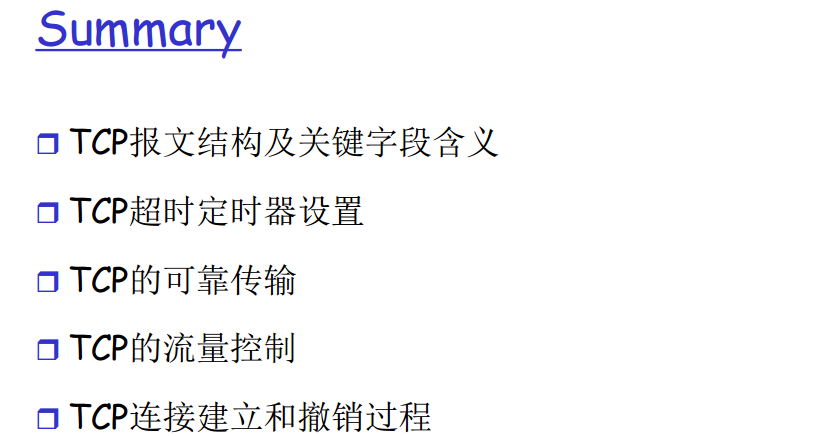 Summary
TCP报文结构及关键字段含义
TCP超时定时器设置
TCP的可靠传输
TCP的流量控制
TCP连接建立和撤销过程